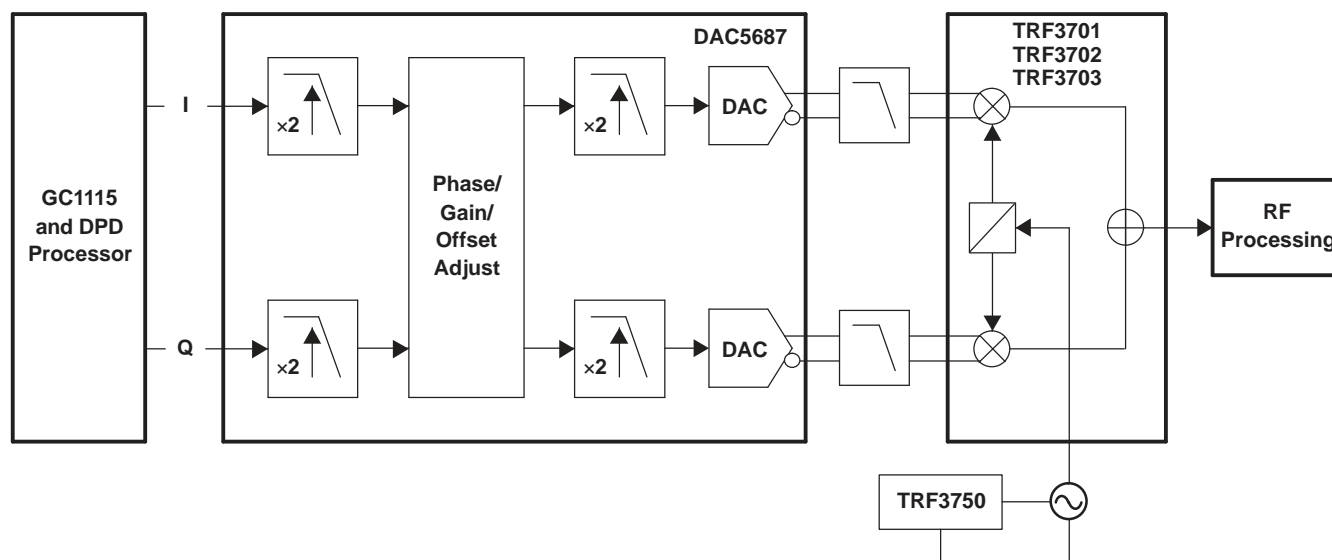 DAC5687
TRF3701
TRF3702
TRF3703
I
×2
×2
DAC
GC1115
and DPD
Processor
Phase/
Gain/
Offset
Adjust
RF
Processing
Q
×2
×2
DAC
TRF3750